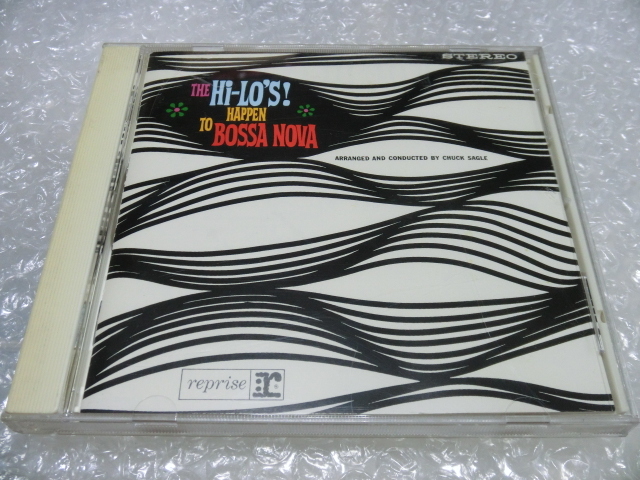 STEREO
THE Hi-LO'S!
HAPPEN
TO BOSSA NOVA
ARRANGED AND CONDUCTED BY CHUCK SAGLE
reprise r